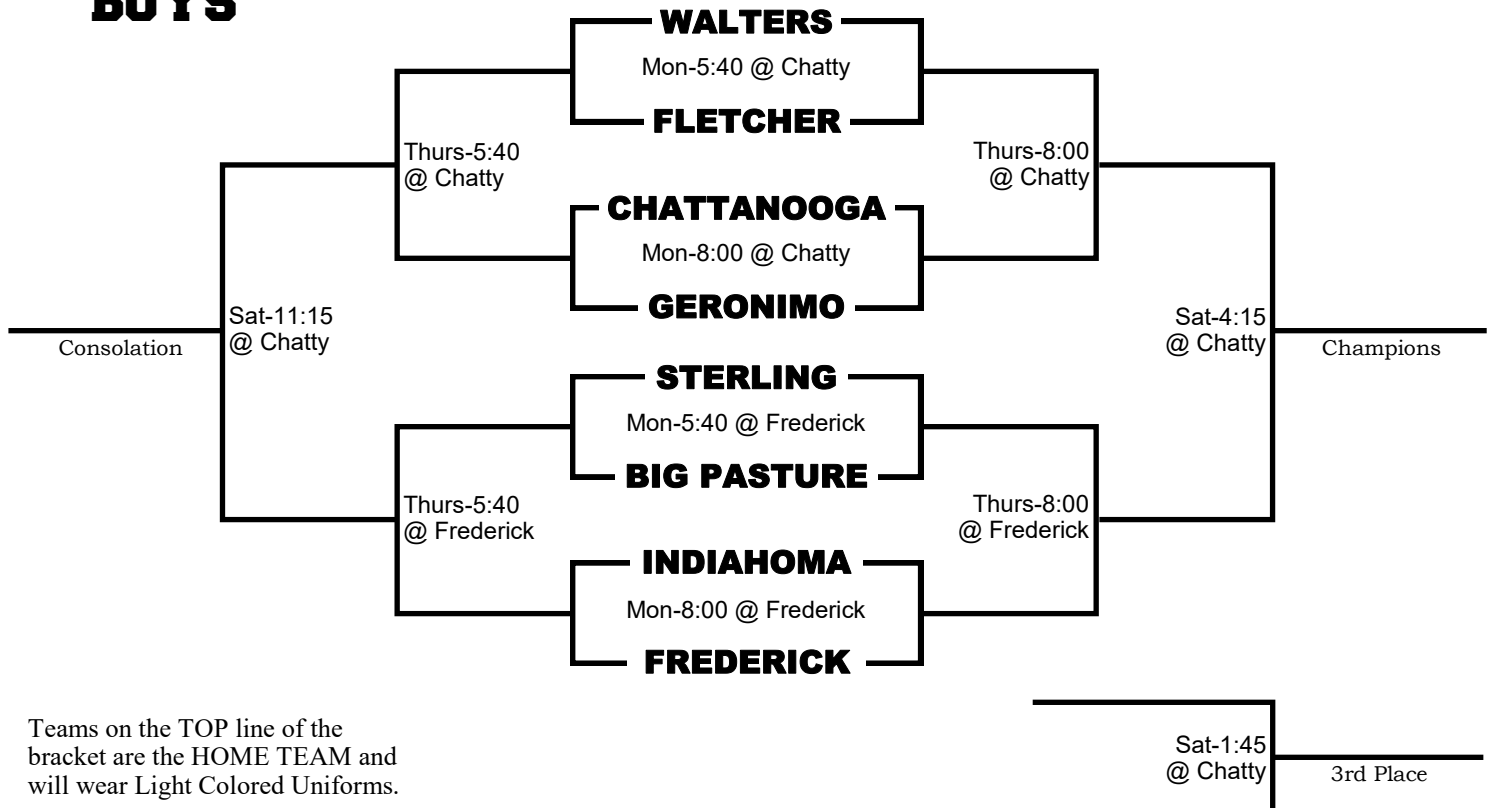 BOYS
WALTERS
Mon-5:40 @ Chatty
FLETCHER
Thurs-5:40
@ Chatty
Thurs-8:00
@ Chatty
CHATTANOOGA
Mon-8:00 @ Chatty
GERONIMO
Sat-11:15
@ Chatty
Consolation
Sat-4:15
@ Chatty
Champions
STERLING
Mon-5:40 @ Frederick
BIG PASTURE
Thurs-5:40
@ Frederick
Thurs-8:00
@ Frederick
INDIAHOMA
Mon-8:00 @ Frederick
FREDERICK
Teams on the TOP line of the
bracket are the HOME TEAM and
will wear Light Colored Uniforms.
Sat-1:45
@ Chatty
3rd Place